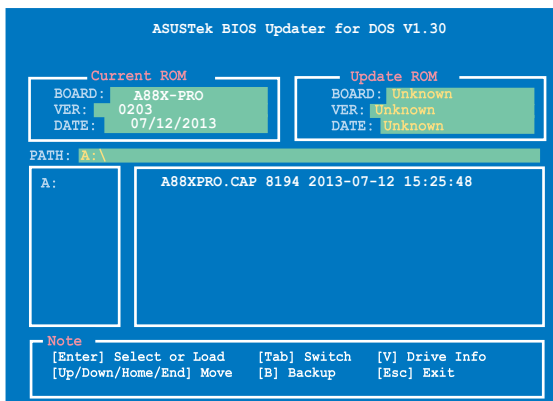 ASUSTek BIOS Updater for DOS V1.30
Current ROM
BOARD: A88X-PRO
VER: 0203
DATE: 07/12/2013
Update ROM
BOARD: Unknown
VER: Unknown
DATE: Unknown
PATH: A:\
A:
A88XPRO.CAP 8194 2013-07-12 15:25:48
Note
[Enter] Select or Load [Tab] Switch [V] Drive Info
[Up/Down/Home/End] Move [B] Backup [Esc] Exit